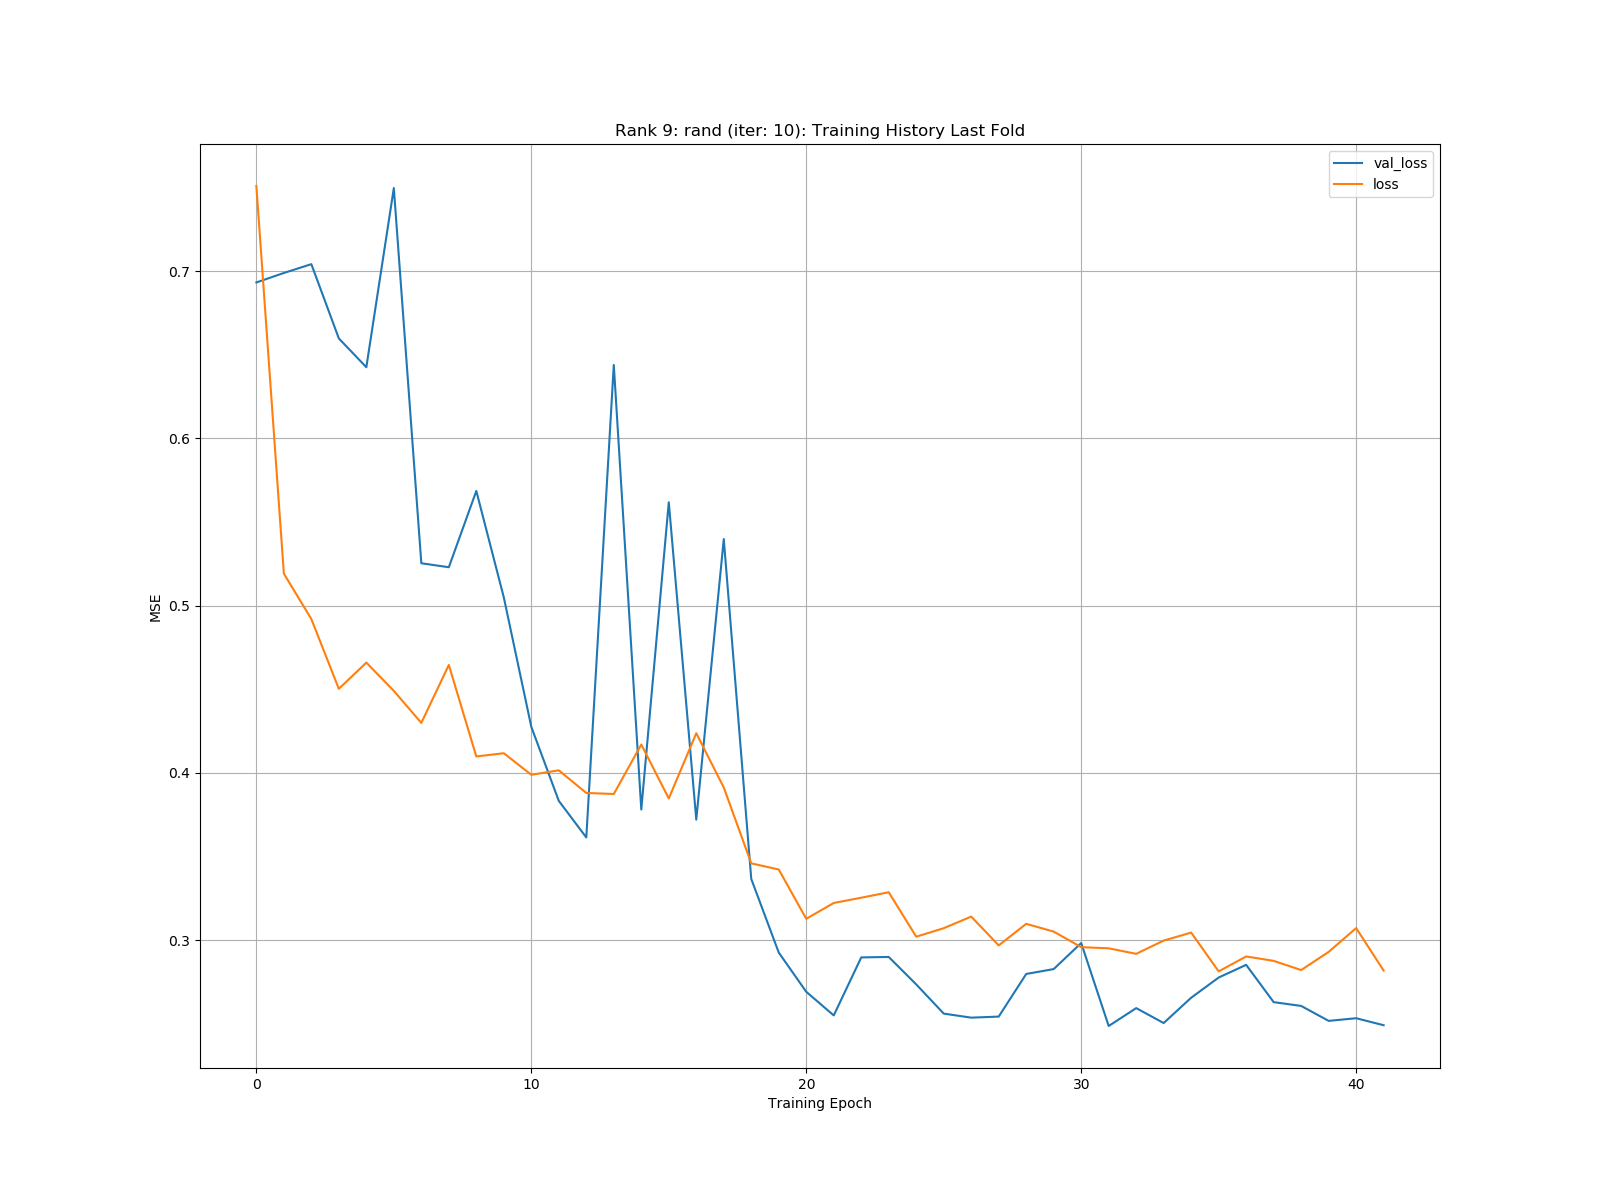 Rank 9: rand (iter: 10): Training History Last Fold
val_loss
loss
MSE
0.7
0.6
0.5
0.4
0.3
0 10 20 30 40
Training Epoch